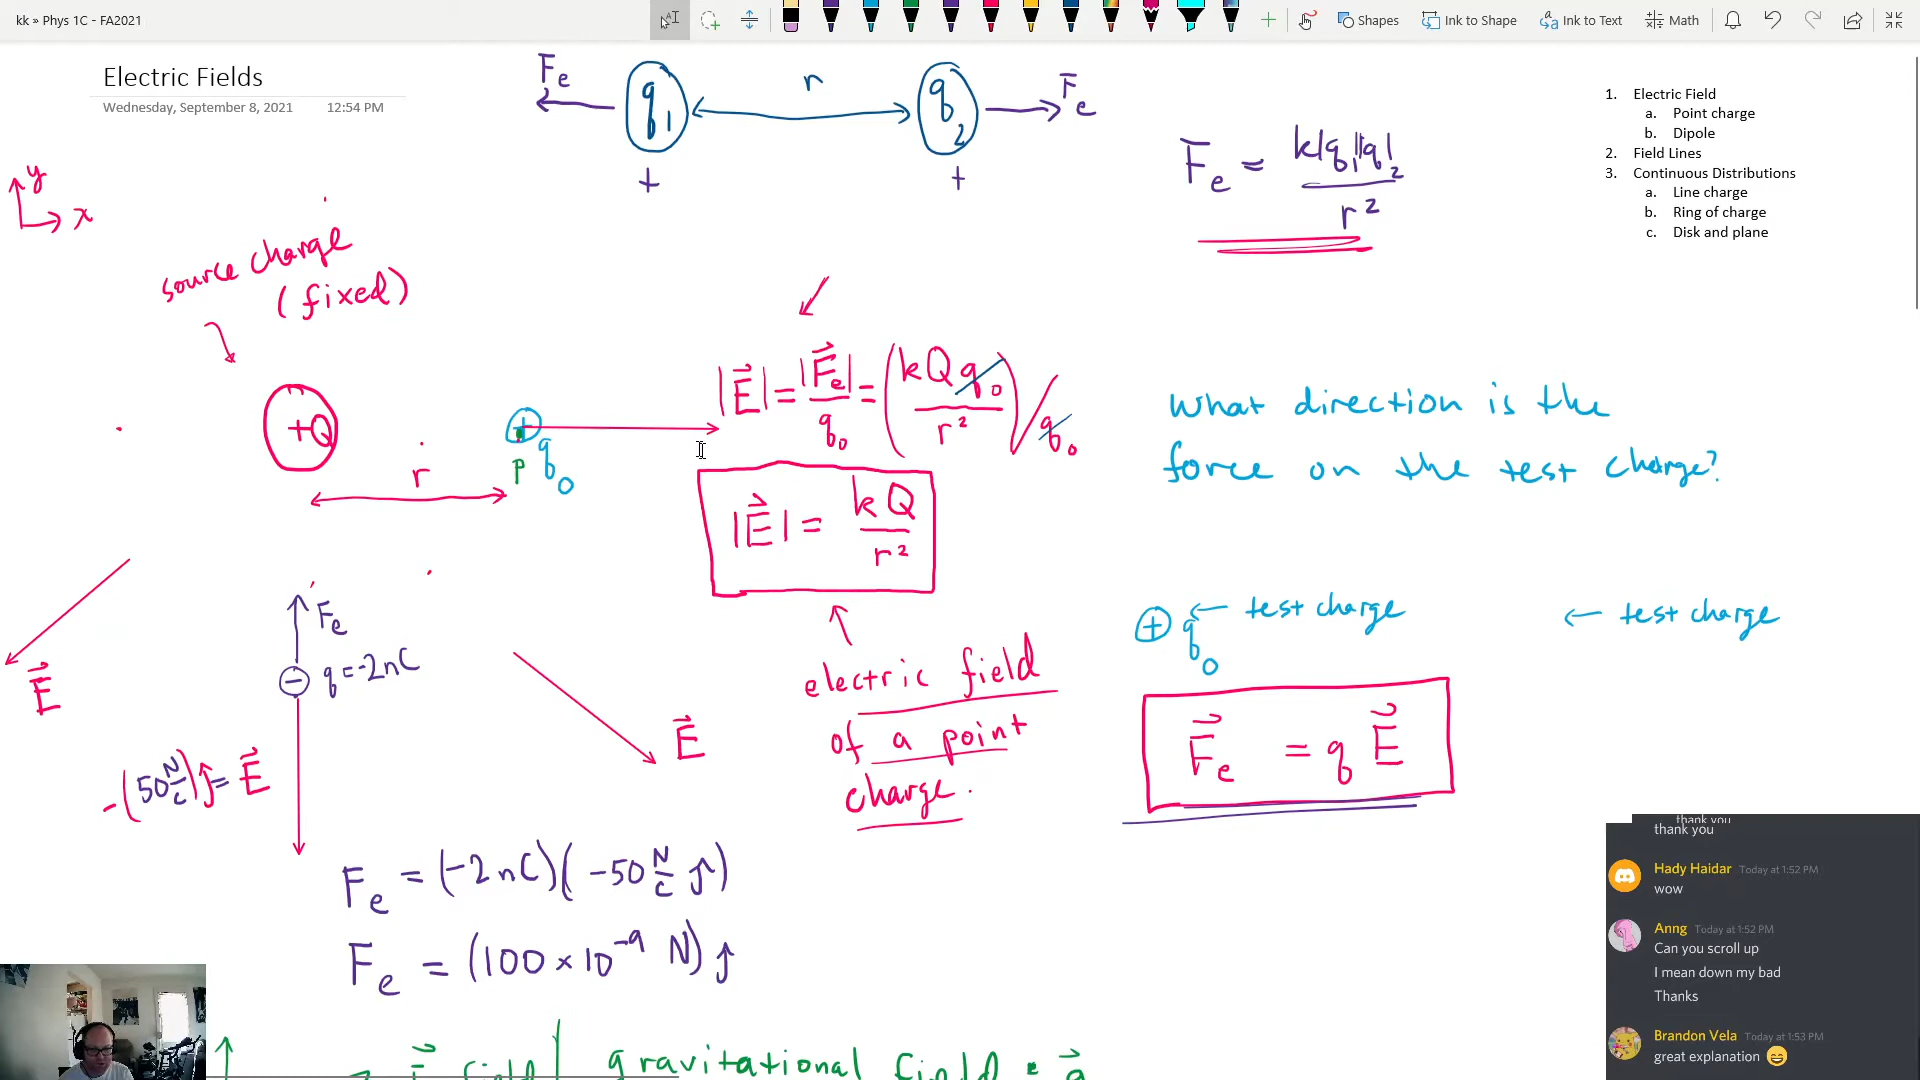 kk » Phys 1C - FA2021
Shapes
Ink to Shape
Ink to Text
Math
Electric Fields
Wednesday, September 8, 2021 12:54 PM
Fe q1 r q2 Fe
+ +
Fe = k|q1||q2| / r²
1. Electric Field
a. Point charge
b. Dipole
2. Field Lines
3. Continuous Distributions
a. Line charge
b. Ring of charge
c. Disk and plane
y
x
source charge
(fixed)
+Q
r
+
P
q0
|E⃗| = |F⃗e| / q0 = (kQq0 / r²) / q0
|E⃗| = kQ / r²
electric field
of a point
charge.
What direction is the
force on the test charge?
+ q0 ← test charge
← test charge
F⃗e = q E⃗
E⃗
Fe
− q=-2nC
E⃗
-(50 N/C)ĵ = E⃗
Fe = (-2nC)(-50 N/C ĵ)
Fe = (100×10⁻⁹ N) ĵ
field gravitational field
thank you
thank you
Hady Haidar Today at 1:52 PM
wow
Anng Today at 1:52 PM
Can you scroll up
I mean down my bad
Thanks
Brandon Vela Today at 1:53 PM
great explanation 😄